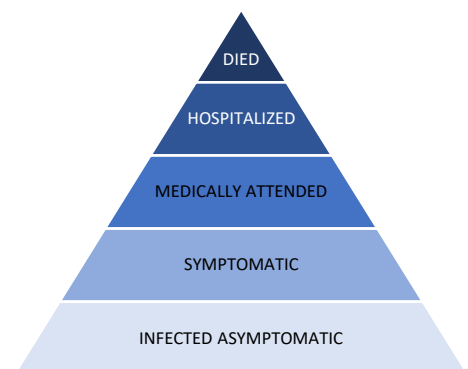 DIED
HOSPITALIZED
MEDICALLY ATTENDED
SYMPTOMATIC
INFECTED ASYMPTOMATIC